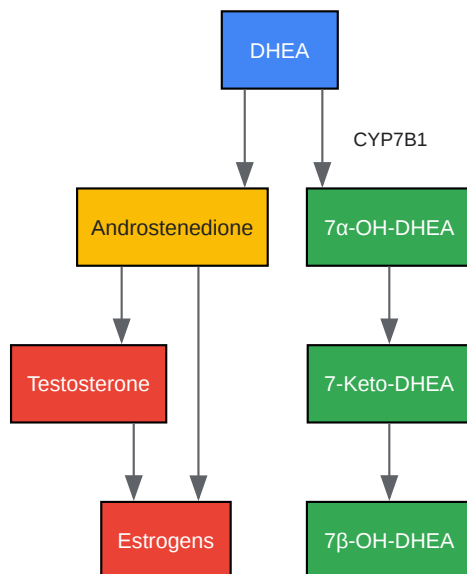 DHEA
CYP7B1
Androstenedione
7α-OH-DHEA
Testosterone
7-Keto-DHEA
Estrogens
7β-OH-DHEA